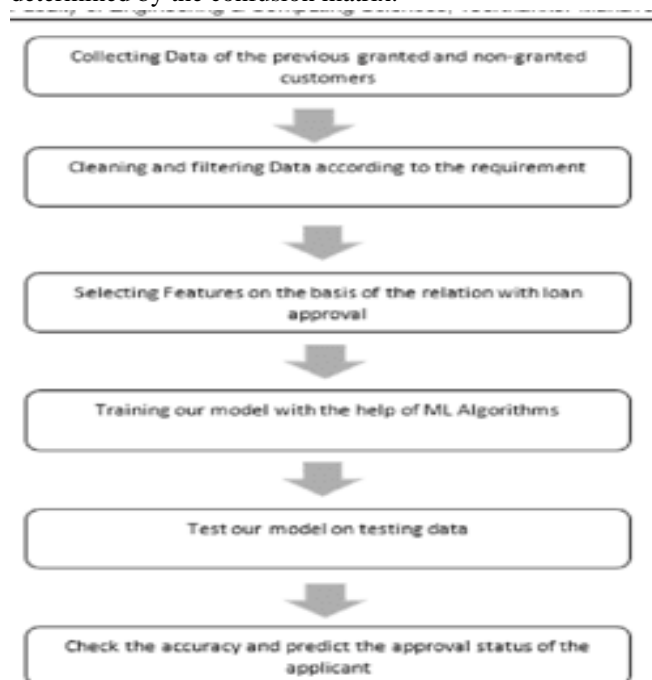 determined by the confusion matrix.
Engineering & Computing Sciences,
Collecting Data of the previous granted and non-granted
customers
Cleaning and filtering Data according to the requirement
Selecting Features on the basis of the relation with loan
approval
Training our model with the help of ML Algorithms
Test our model on testing data
Check the accuracy and predict the approval status of the
applicant